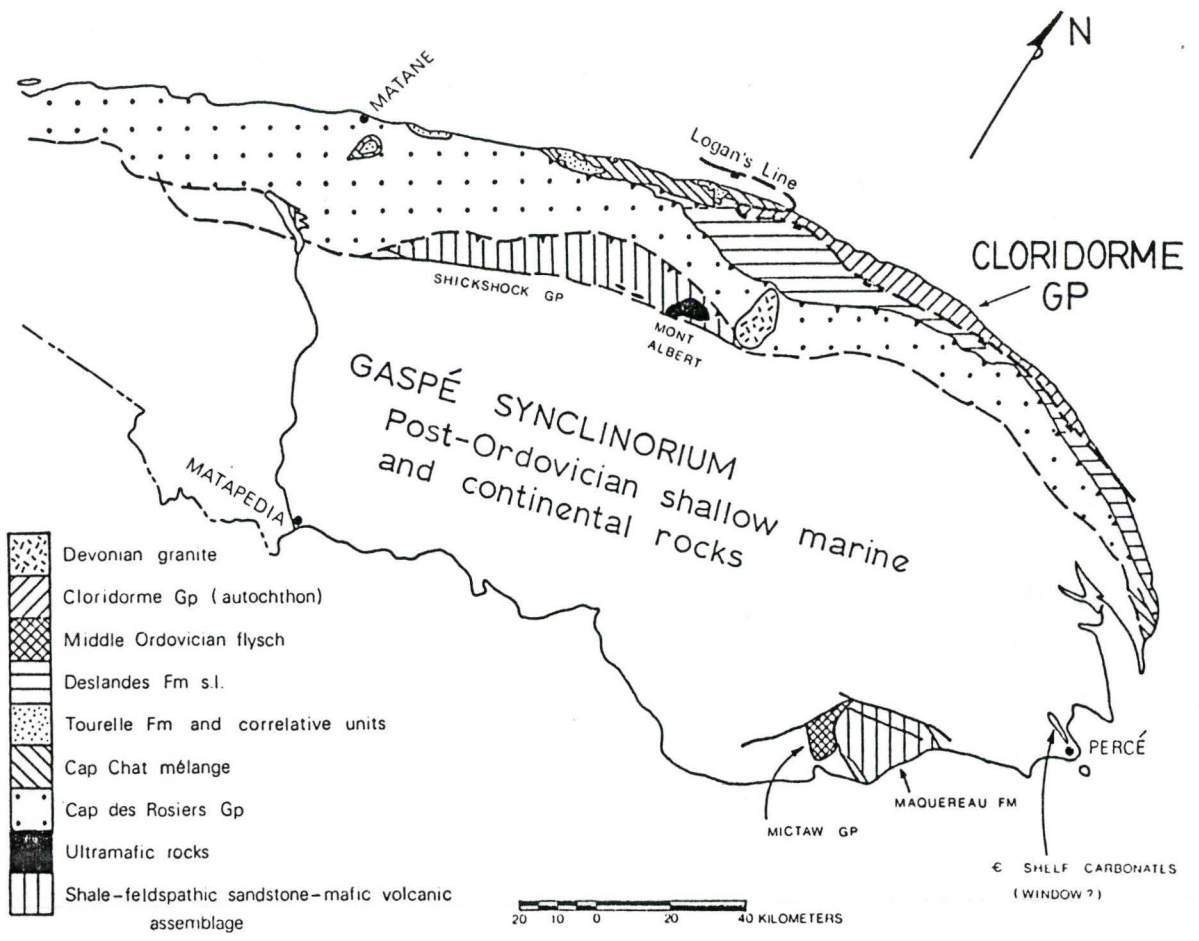 N
MATANE
Logan's Line
CLORIDORME
GP
SHICKSHOCK GP
MONT
ALBERT
GASPÉ SYNCLINORIUM
Post-Ordovician shallow marine
and continental rocks
MATAPEDIA
Devonian granite
Cloridorme Gp (autochthon)
Middle Ordovician flysch
Deslandes Fm s.l.
Tourelle Fm and correlative units
Cap Chat mélange
Cap des Rosiers Gp
Ultramafic rocks
Shale-feldspathic sandstone-mafic volcanic
assemblage
PERCÉ
MAQUEREAU FM
MICTAW GP
Є SHELF CARBONATES
(WINDOW?)
20 10 0 20 40 KILOMETERS